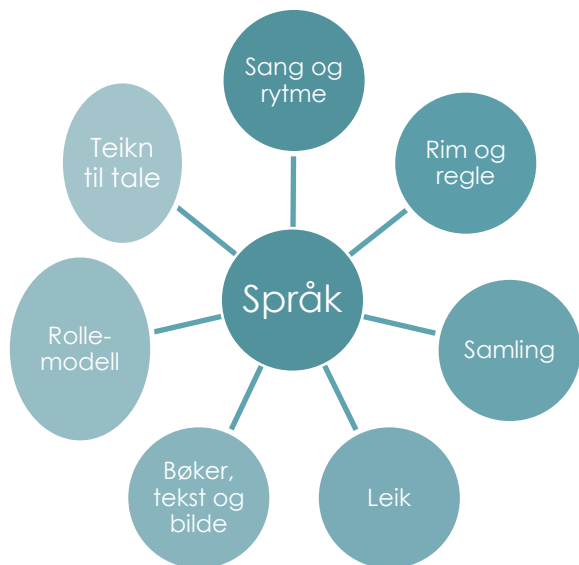 Sang og
rytme
Rim og
regle
Samling
Leik
Bøker,
tekst og
bilde
Rolle-
modell
Teikn
til tale
Språk